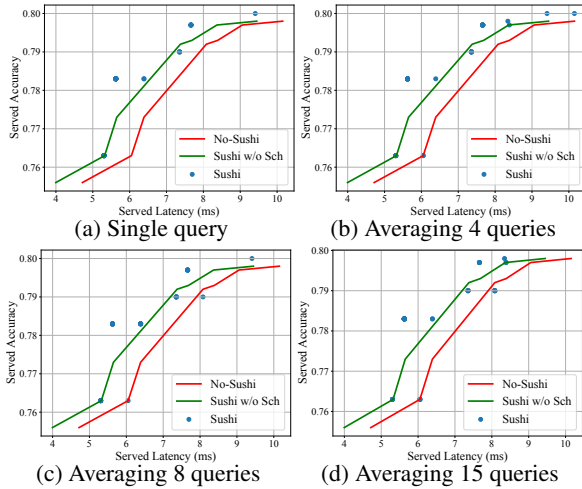 0.80
0.79
0.78
0.77
0.76
Served Accuracy
No-Sushi
Sushi w/o Sch
Sushi
4 5 6 7 8 9 10
Served Latency (ms)
(a) Single query
0.80
0.79
0.78
0.77
0.76
Served Accuracy
No-Sushi
Sushi w/o Sch
Sushi
4 5 6 7 8 9 10
Served Latency (ms)
(b) Averaging 4 queries
0.80
0.79
0.78
0.77
0.76
Served Accuracy
No-Sushi
Sushi w/o Sch
Sushi
4 5 6 7 8 9 10
Served Latency (ms)
(c) Averaging 8 queries
0.80
0.79
0.78
0.77
0.76
Served Accuracy
No-Sushi
Sushi w/o Sch
Sushi
4 5 6 7 8 9 10
Served Latency (ms)
(d) Averaging 15 queries